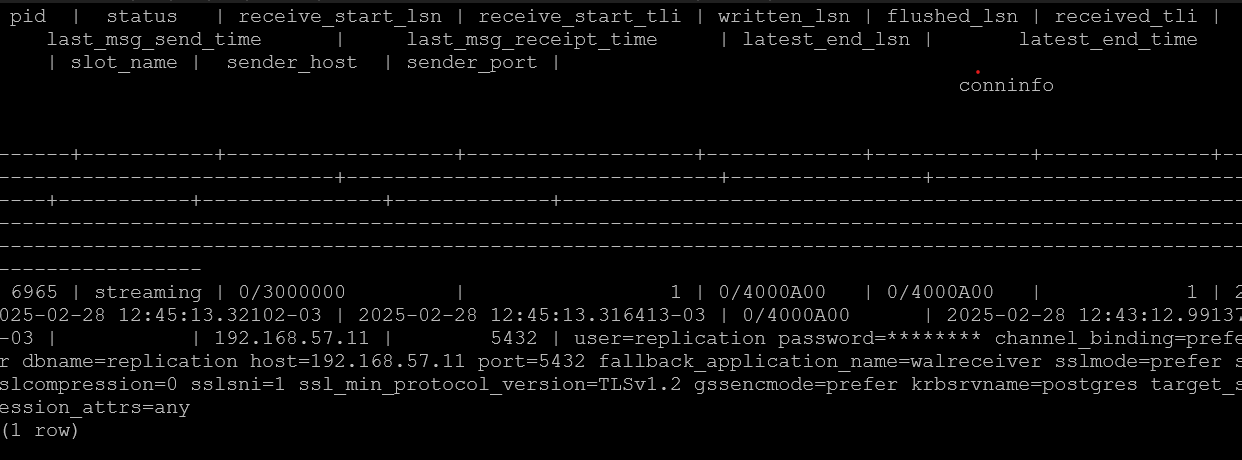 pid | status | receive_start_lsn | receive_start_tli | written_lsn | flushed_lsn | received_tli |
last_msg_send_time | last_msg_receipt_time | latest_end_lsn | latest_end_time
| slot_name | sender_host | sender_port |
conninfo
------+-----------+-------------------+-------------------+-------------+-------------+--------------+--
-----------------------------+-------------------------------+----------------+--------------------------
----+-----------+--------------+-------------+----------------------------------------------------------
--------------------------------------------------------------------------------------------------------
--------------------------------------------------------------------------------------------------------
-----------------
6965 | streaming | 0/3000000 | 1 | 0/4000A00 | 0/4000A00 | 1 | 2
025-02-28 12:45:13.32102-03 | 2025-02-28 12:45:13.316413-03 | 0/4000A00 | 2025-02-28 12:43:12.99137
-03 | | 192.168.57.11 | 5432 | user=replication password=******** channel_binding=prefe
r dbname=replication host=192.168.57.11 port=5432 fallback_application_name=walreceiver sslmode=prefer s
slcompression=0 sslsni=1 ssl_min_protocol_version=TLSv1.2 gssencmode=prefer krbsrvname=postgres target_s
ession_attrs=any
(1 row)